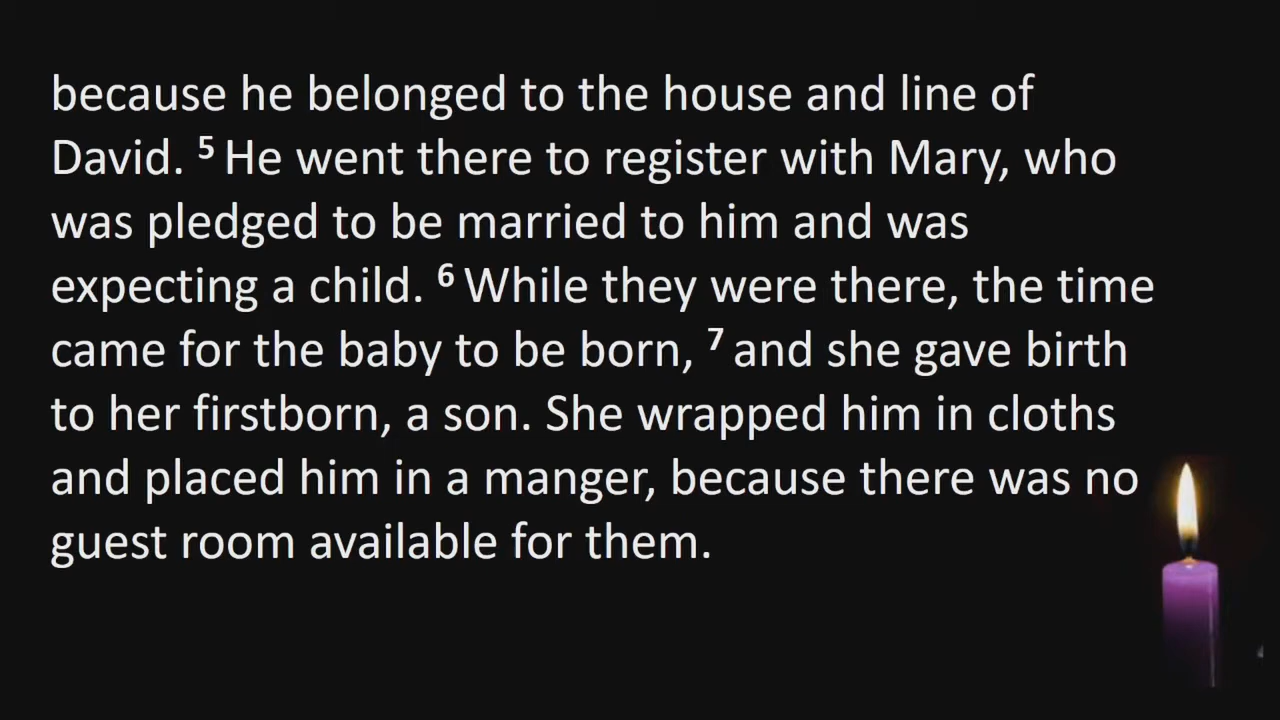 because he belonged to the house and line of
David. ⁵ He went there to register with Mary, who
was pledged to be married to him and was
expecting a child. ⁶ While they were there, the time
came for the baby to be born, ⁷ and she gave birth
to her firstborn, a son. She wrapped him in cloths
and placed him in a manger, because there was no
guest room available for them.